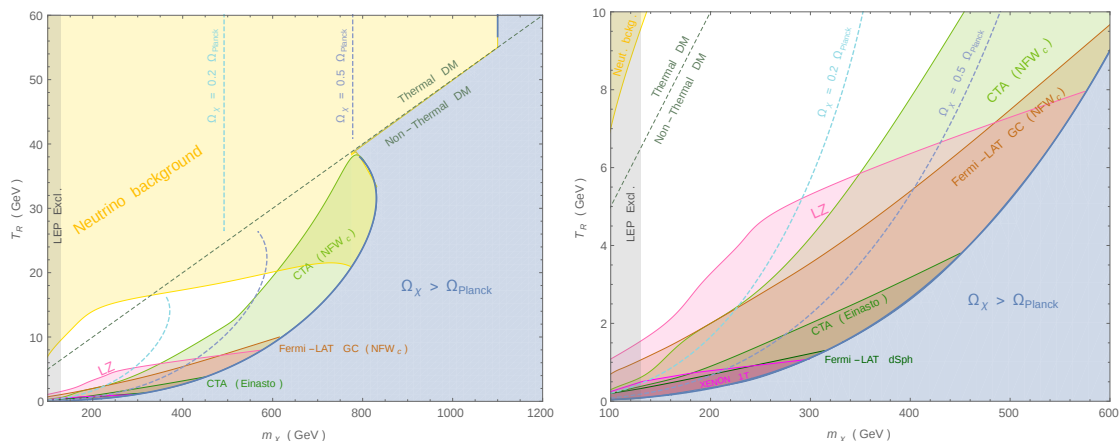 60
50
40
30
20
10
0
T_R (GeV)
LEP Excl.
Neutrino background
Ω_χ = 0.2 Ω_Planck
Ω_χ = 0.5 Ω_Planck
Thermal DM
Non-Thermal DM
CTA (NFW_c)
Ω_χ > Ω_Planck
LZ
Fermi-LAT GC (NFW_c)
CTA (Einasto)
200
400
600
800
1000
1200
m_χ (GeV)
10
8
6
4
2
0
T_R (GeV)
Neut. bckg.
LEP Excl.
Thermal DM
Non-Thermal DM
Ω_χ = 0.2 Ω_Planck
Ω_χ = 0.5 Ω_Planck
CTA (NFW_c)
Fermi-LAT GC (NFW_c)
LZ
Ω_χ > Ω_Planck
CTA (Einasto)
Fermi-LAT dSph
XENON 1T
100
200
300
400
500
600
m_χ (GeV)